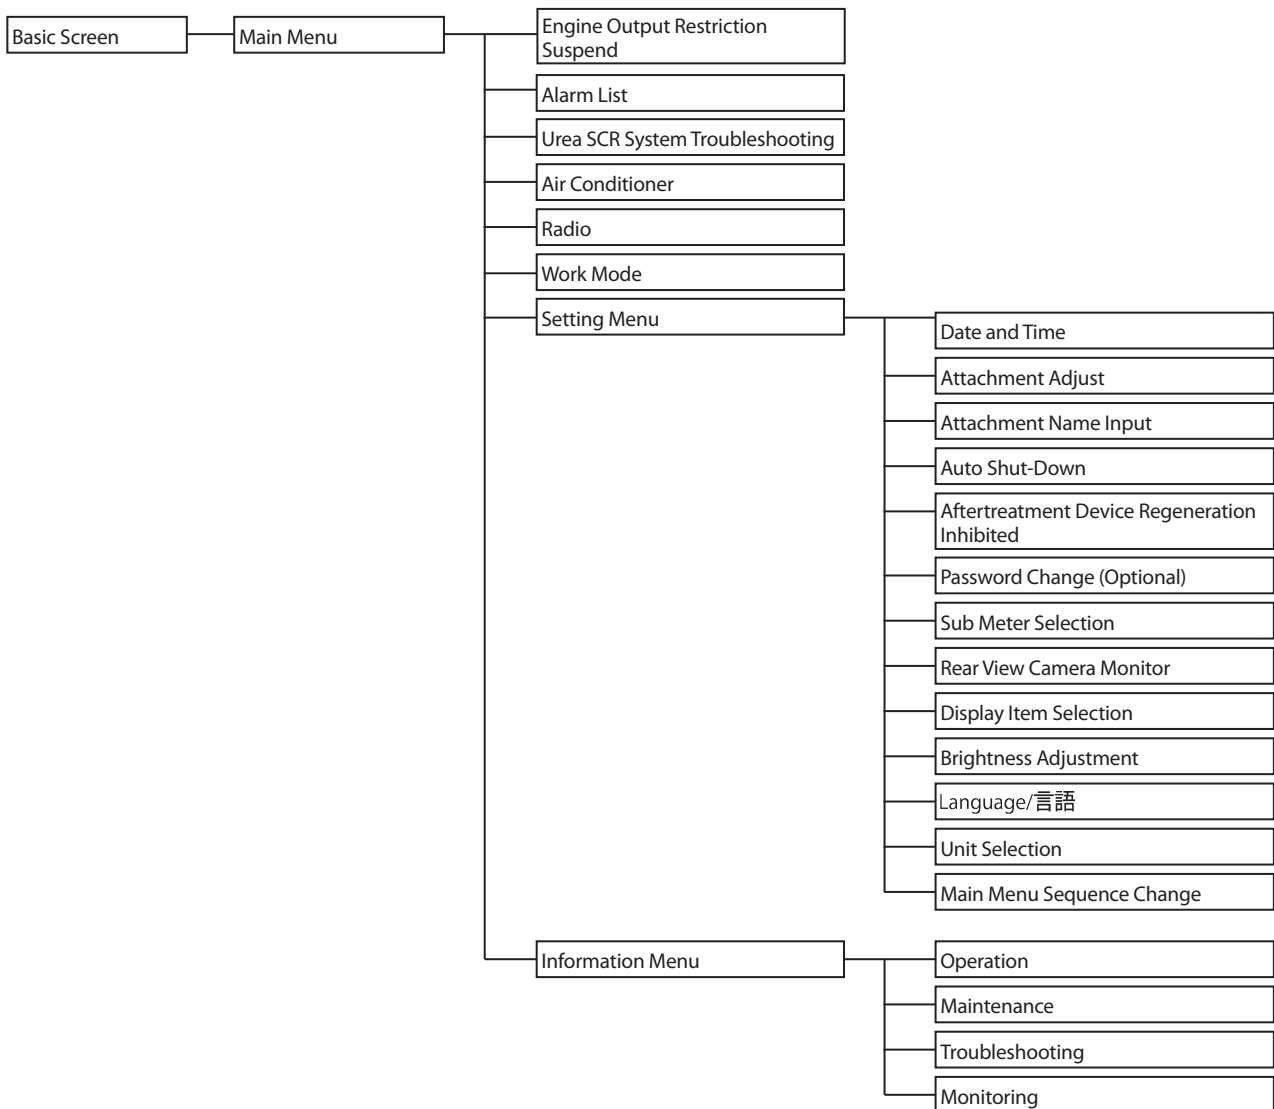 Basic Screen
Main Menu
Engine Output Restriction
Suspend
Alarm List
Urea SCR System Troubleshooting
Air Conditioner
Radio
Work Mode
Setting Menu
Date and Time
Attachment Adjust
Attachment Name Input
Auto Shut-Down
Aftertreatment Device Regeneration
Inhibited
Password Change (Optional)
Sub Meter Selection
Rear View Camera Monitor
Display Item Selection
Brightness Adjustment
Language/言語
Unit Selection
Main Menu Sequence Change
Information Menu
Operation
Maintenance
Troubleshooting
Monitoring